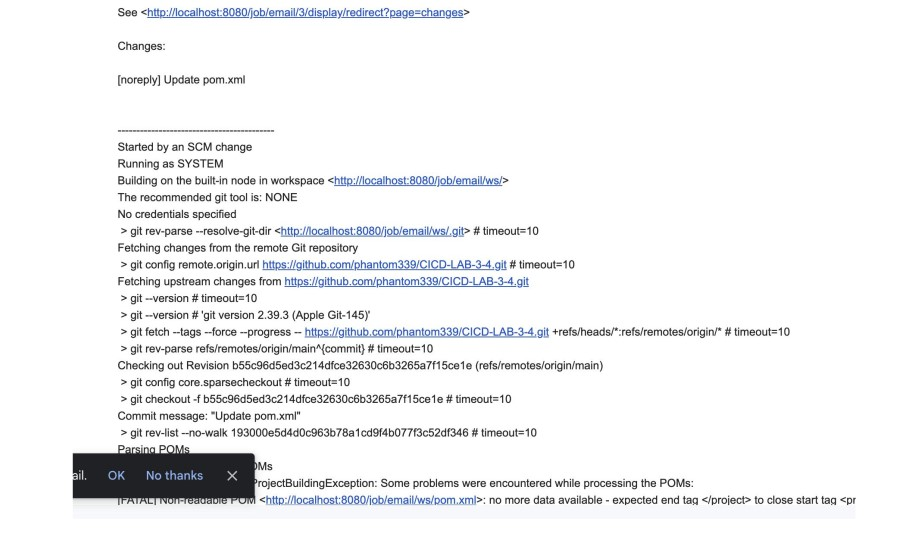 See <http://localhost:8080/job/email/3/display/redirect?page=changes>
Changes:
[noreply] Update pom.xml
------------------------------------------
Started by an SCM change
Running as SYSTEM
Building on the built-in node in workspace <http://localhost:8080/job/email/ws/>
The recommended git tool is: NONE
No credentials specified
> git rev-parse --resolve-git-dir <http://localhost:8080/job/email/ws/.git> # timeout=10
Fetching changes from the remote Git repository
> git config remote.origin.url https://github.com/phantom339/CICD-LAB-3-4.git # timeout=10
Fetching upstream changes from https://github.com/phantom339/CICD-LAB-3-4.git
> git --version # timeout=10
> git --version # 'git version 2.39.3 (Apple Git-145)'
> git fetch --tags --force --progress -- https://github.com/phantom339/CICD-LAB-3-4.git +refs/heads/*:refs/remotes/origin/* # timeout=10
> git rev-parse refs/remotes/origin/main^{commit} # timeout=10
Checking out Revision b55c96d5ed3c214dfce32630c6b3265a7f15ce1e (refs/remotes/origin/main)
> git config core.sparsecheckout # timeout=10
> git checkout -f b55c96d5ed3c214dfce32630c6b3265a7f15ce1e # timeout=10
Commit message: "Update pom.xml"
> git rev-list --no-walk 193000e5d4d0c963b78a1cd9f4b077f3c52df346 # timeout=10
Parsing POMs
OMs
ail. OK No thanks ✕
ProjectBuildingException: Some problems were encountered while processing the POMs:
[FATAL] Non-readable POM <http://localhost:8080/job/email/ws/pom.xml>: no more data available - expected end tag </project> to close start tag <pr